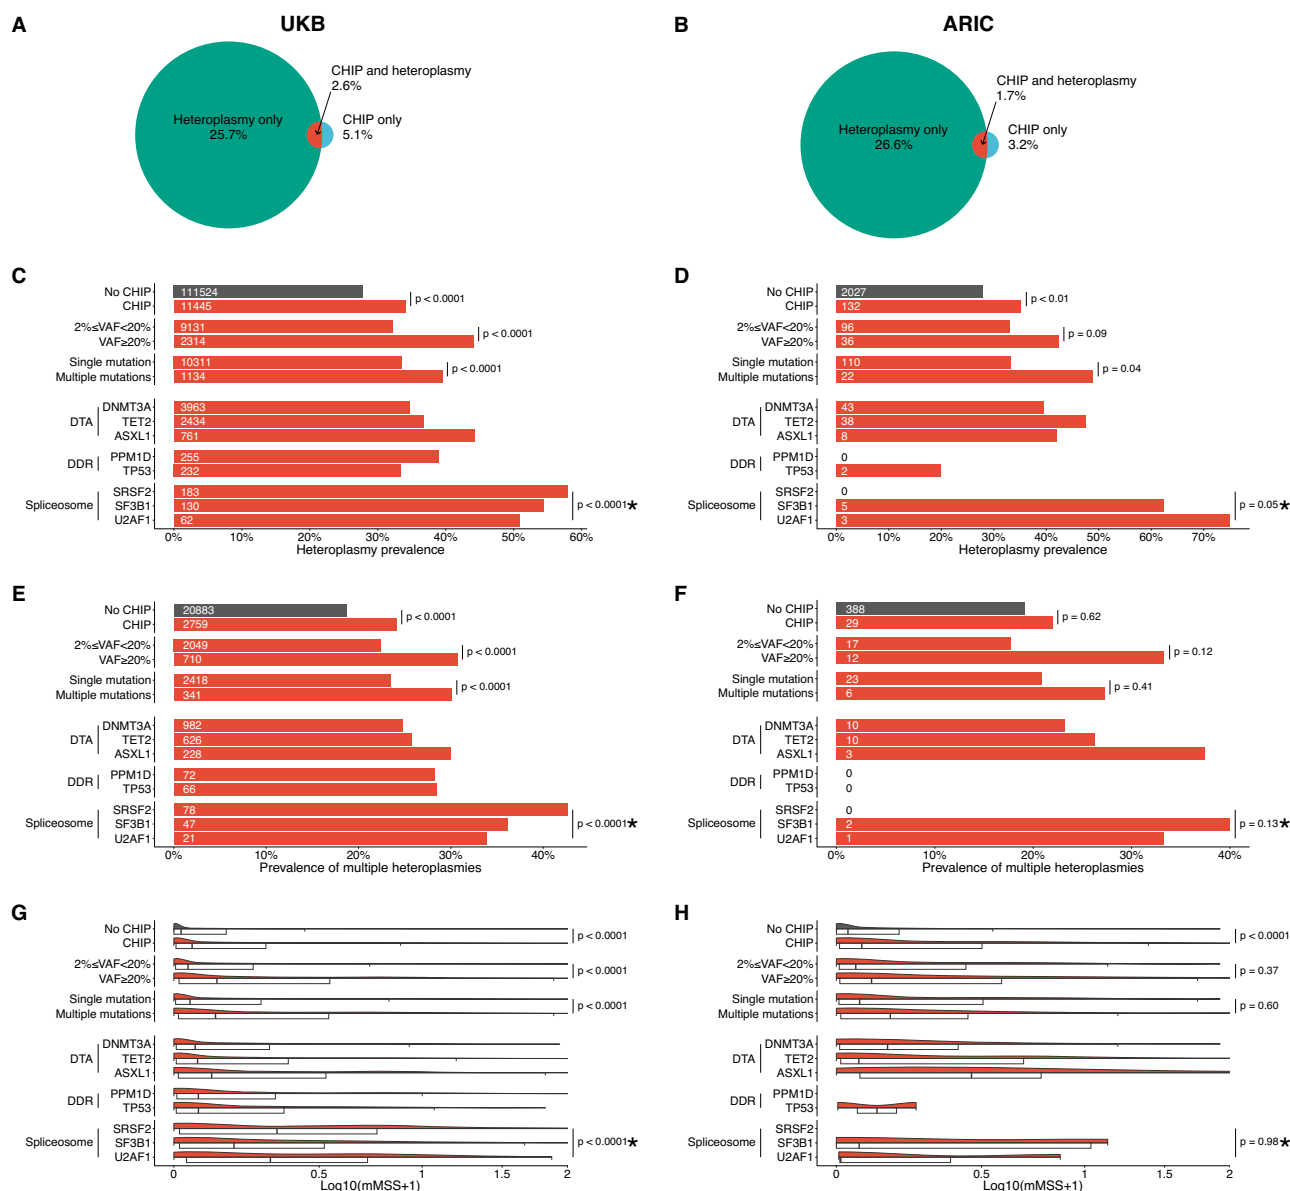 A
UKB
CHIP and heteroplasmy
2.6%
Heteroplasmy only
25.7%
CHIP only
5.1%
B
ARIC
CHIP and heteroplasmy
1.7%
Heteroplasmy only
26.6%
CHIP only
3.2%
C
No CHIP 111524
CHIP 11445
p < 0.0001
2%≤VAF<20% 9131
VAF≥20% 2314
p < 0.0001
Single mutation 10311
Multiple mutations 1134
p < 0.0001
DTA
DNMT3A 3963
TET2 2434
ASXL1 761
DDR
PPM1D 255
TP53 232
Spliceosome
SRSF2 183
SF3B1 130
U2AF1 62
p < 0.0001★
0% 10% 20% 30% 40% 50% 60%
Heteroplasmy prevalence
D
No CHIP 2027
CHIP 132
p < 0.01
2%≤VAF<20% 96
VAF≥20% 36
p = 0.09
Single mutation 110
Multiple mutations 22
p = 0.04
DTA
DNMT3A 43
TET2 38
ASXL1 8
DDR
PPM1D 0
TP53 2
Spliceosome
SRSF2 0
SF3B1 5
U2AF1 3
p = 0.05★
0% 10% 20% 30% 40% 50% 60% 70%
Heteroplasmy prevalence
E
No CHIP 20883
CHIP 2759
p < 0.0001
2%≤VAF<20% 2049
VAF≥20% 710
p < 0.0001
Single mutation 2418
Multiple mutations 341
p < 0.0001
DTA
DNMT3A 982
TET2 626
ASXL1 228
DDR
PPM1D 72
TP53 66
Spliceosome
SRSF2 78
SF3B1 47
U2AF1 21
p < 0.0001★
0% 10% 20% 30% 40%
Prevalence of multiple heteroplasmies
F
No CHIP 388
CHIP 29
p = 0.62
2%≤VAF<20% 17
VAF≥20% 12
p = 0.12
Single mutation 23
Multiple mutations 6
p = 0.41
DTA
DNMT3A 10
TET2 10
ASXL1 3
DDR
PPM1D 0
TP53 0
Spliceosome
SRSF2 0
SF3B1 2
U2AF1 1
p = 0.13★
0% 10% 20% 30% 40%
Prevalence of multiple heteroplasmies
G
No CHIP
CHIP
p < 0.0001
2%≤VAF<20%
VAF≥20%
p < 0.0001
Single mutation
Multiple mutations
p < 0.0001
DTA
DNMT3A
TET2
ASXL1
DDR
PPM1D
TP53
Spliceosome
SRSF2
SF3B1
U2AF1
p < 0.0001★
0 0.5 1 1.5 2
Log10(mMSS+1)
H
No CHIP
CHIP
p < 0.0001
2%≤VAF<20%
VAF≥20%
p = 0.37
Single mutation
Multiple mutations
p = 0.60
DTA
DNMT3A
TET2
ASXL1
DDR
PPM1D
TP53
Spliceosome
SRSF2
SF3B1
U2AF1
p = 0.98★
0 0.5 1 1.5 2
Log10(mMSS+1)